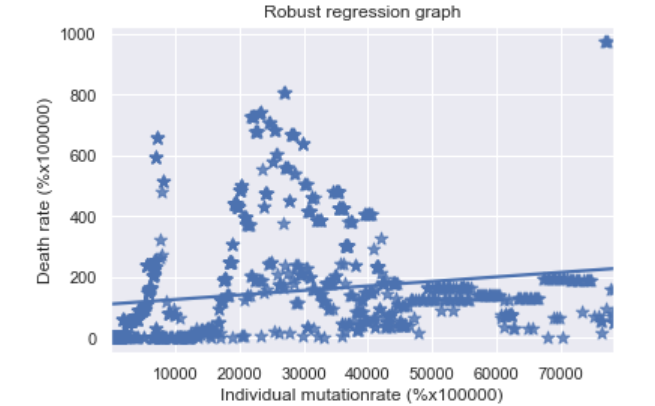 Robust regression graph
1000
800
600
400
200
0
Death rate (%x100000)
10000 20000 30000 40000 50000 60000 70000
Individual mutationrate (%x100000)